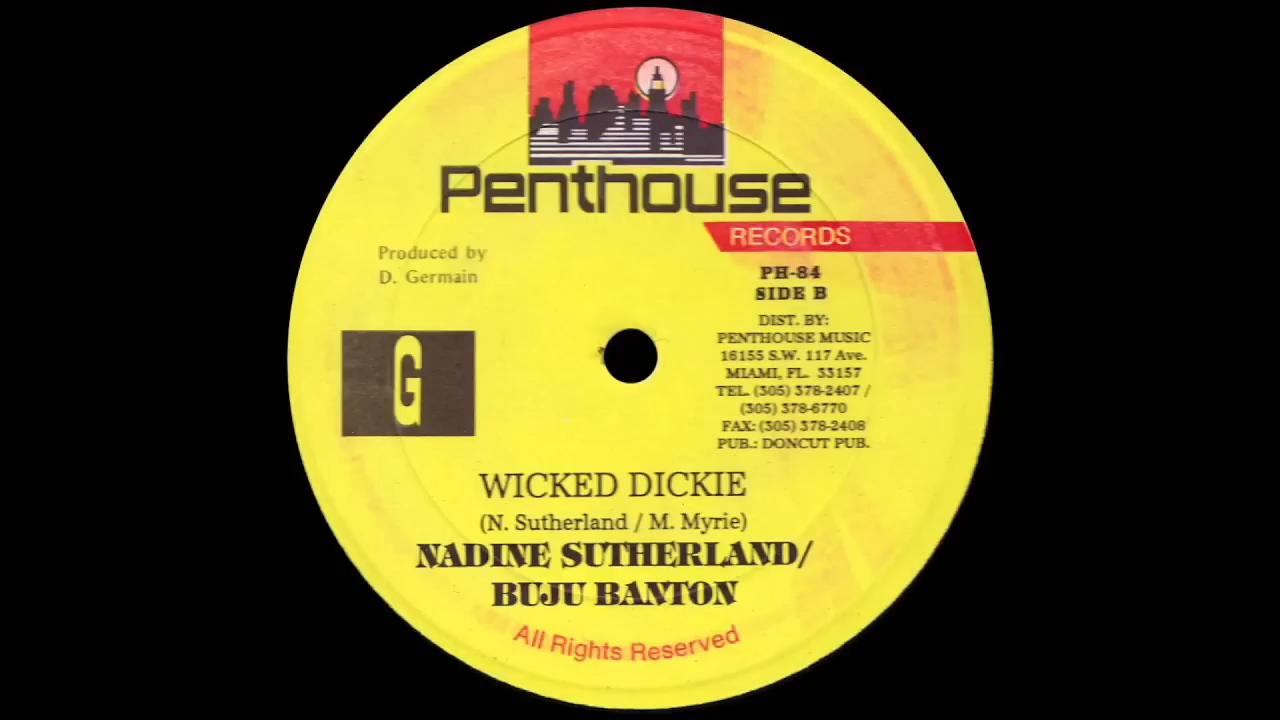 Penthouse
RECORDS
Produced by
D. Germain
PH-84
SIDE B
DIST. BY:
PENTHOUSE MUSIC
16155 S.W. 117 Ave.
MIAMI, FL. 33157
TEL. (305) 378-2407 /
(305) 378-6770
FAX: (305) 378-2408
PUB.: DONCUT PUB.
G
WICKED DICKIE
(N. Sutherland / M. Myrie)
NADINE SUTHERLAND/
BUJU BANTON
All Rights Reserved